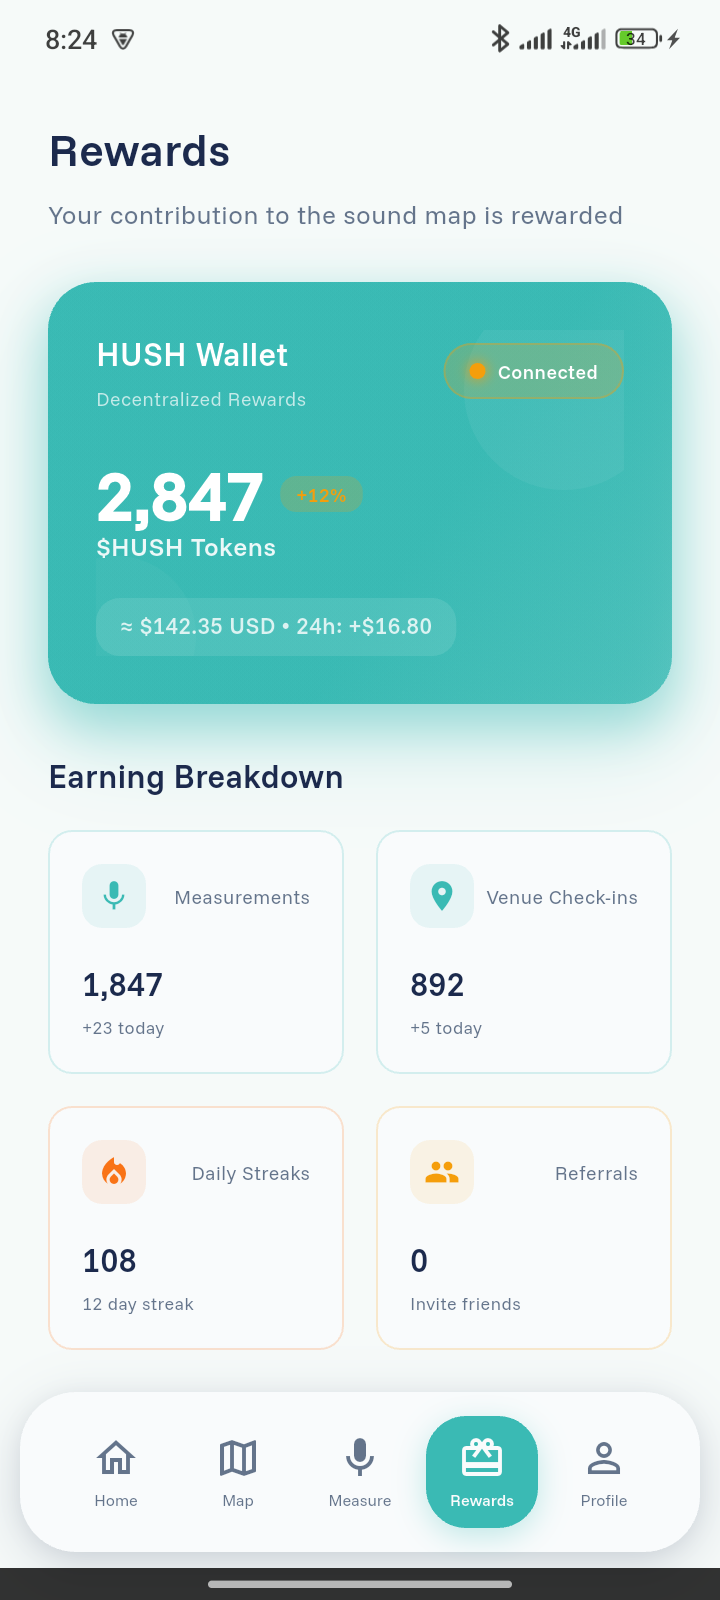 8:24
4G
34
Rewards
Your contribution to the sound map is rewarded
HUSH Wallet
Connected
Decentralized Rewards
2,847
+12%
$HUSH Tokens
≈ $142.35 USD • 24h: +$16.80
Earning Breakdown
Measurements
1,847
+23 today
Venue Check-ins
892
+5 today
Daily Streaks
108
12 day streak
Referrals
0
Invite friends
Home
Map
Measure
Rewards
Profile